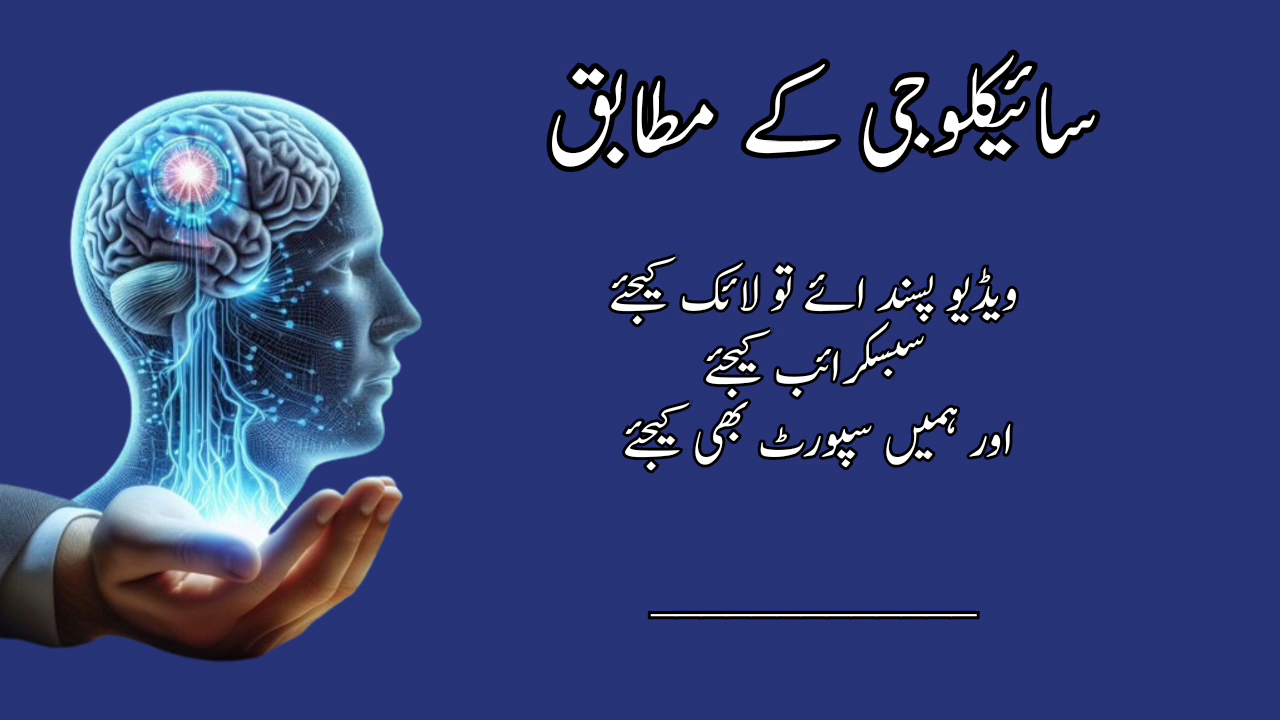 سائیکلوجی کے مطابق
ویڈیو پسند ائے تو لائک کیجئے
سبسکرائب کیجئے
اور ہمیں سپورٹ بھی کیجئے